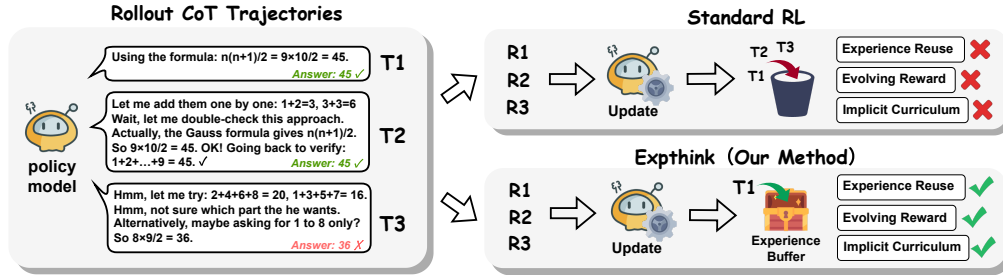 Rollout CoT Trajectories
Using the formula: n(n+1)/2 = 9×10/2 = 45.
Answer: 45 ✓
T1
Let me add them one by one: 1+2=3, 3+3=6
Wait, let me double-check this approach.
Actually, the Gauss formula gives n(n+1)/2.
So 9×10/2 = 45. OK! Going back to verify:
1+2+...+9 = 45. ✓
Answer: 45 ✓
T2
policy
model
Hmm, let me try: 2+4+6+8 = 20, 1+3+5+7= 16.
Hmm, not sure which part the he wants.
Alternatively, maybe asking for 1 to 8 only?
So 8×9/2 = 36.
Answer: 36 ✗
T3
Standard RL
R1
R2
R3
Update
T2
T3
T1
Experience Reuse
Evolving Reward
Implicit Curriculum
Expthink (Our Method)
R1
R2
R3
Update
T1
Experience
Buffer
Experience Reuse
Evolving Reward
Implicit Curriculum